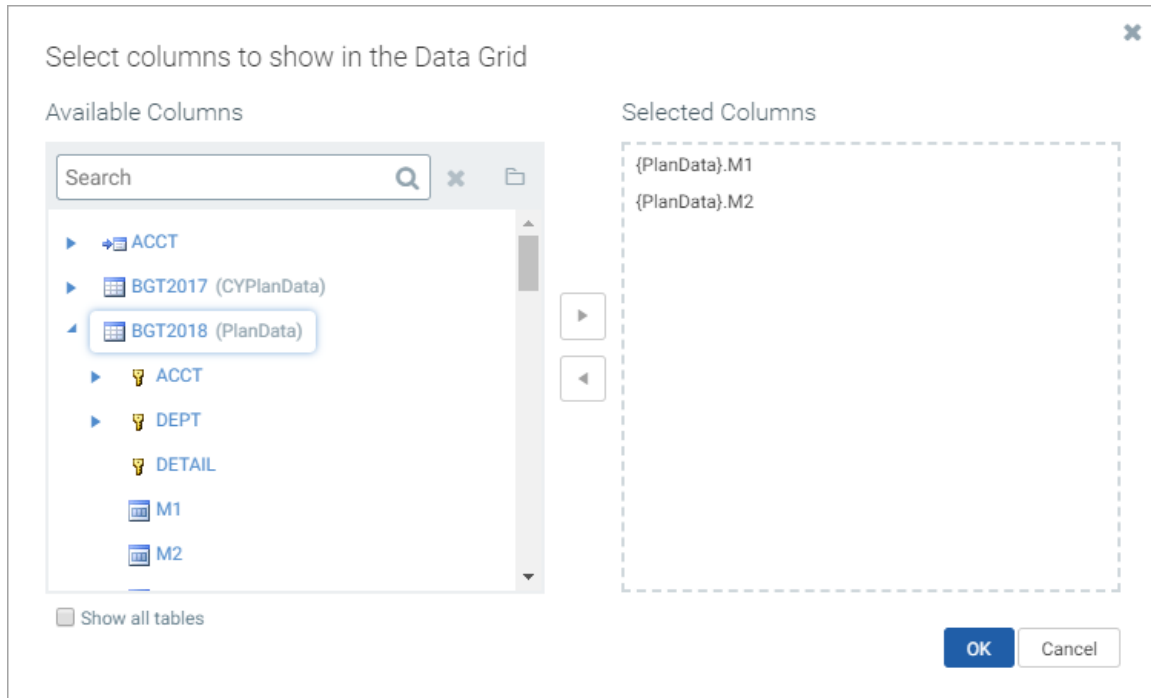 Select columns to show in the Data Grid
Available Columns
Search
ACCT
BGT2017 (CYPlanData)
BGT2018 (PlanData)
ACCT
DEPT
DETAIL
M1
M2
Show all tables
Selected Columns
{PlanData}.M1
{PlanData}.M2
OK
Cancel